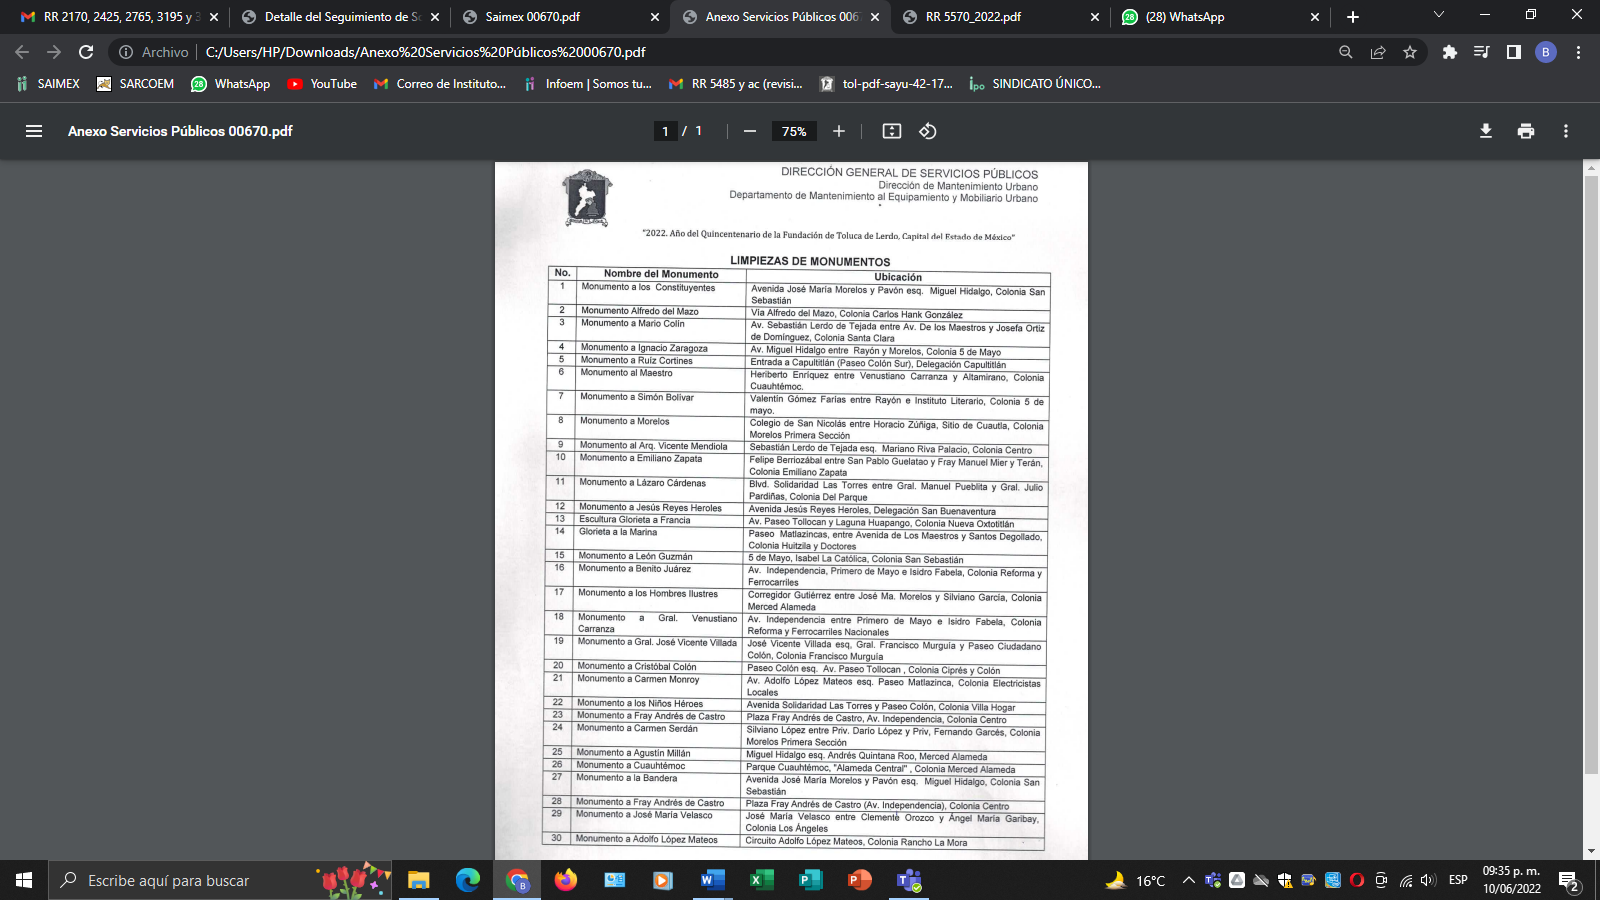 RR 2170, 2425, 2765, 3195 y 3
Detalle del Seguimiento de So
Saimex 00670.pdf
Anexo Servicios Públicos 0067
RR 5570_2022.pdf
(28) WhatsApp
Archivo C:/Users/HP/Downloads/Anexo%20Servicios%20Públicos%2000670.pdf
B
SAIMEX SARCOEM WhatsApp YouTube Correo de Instituto... Infoem | Somos tu... RR 5485 y ac (revisi... tol-pdf-sayu-42-17... SINDICATO ÚNICO...
Anexo Servicios Públicos 00670.pdf 1 / 1 75%
DIRECCIÓN GENERAL DE SERVICIOS PÚBLICOS
Dirección de Mantenimiento Urbano
Departamento de Mantenimiento al Equipamiento y Mobiliario Urbano
"2022. Año del Quincentenario de la Fundación de Toluca de Lerdo, Capital del Estado de México"
LIMPIEZAS DE MONUMENTOS
No. Nombre del Monumento Ubicación
1 Monumento a los Constituyentes Avenida José María Morelos y Pavón esq. Miguel Hidalgo, Colonia San
Sebastián
2 Monumento Alfredo del Mazo Vía Alfredo del Mazo, Colonia Carlos Hank González
3 Monumento a Mario Colín Av. Sebastián Lerdo de Tejada entre Av. De los Maestros y Josefa Ortiz
de Domínguez, Colonia Santa Clara
4 Monumento a Ignacio Zaragoza Av. Miguel Hidalgo entre Rayón y Morelos, Colonia 5 de Mayo
5 Monumento a Ruiz Cortines Entrada a Capultitlán (Paseo Colón Sur), Delegación Capultitlán
6 Monumento al Maestro Heriberto Enríquez entre Venustiano Carranza y Altamirano, Colonia
Cuauhtémoc.
7 Monumento a Simón Bolívar Valentín Gómez Farías entre Rayón e Instituto Literario, Colonia 5 de
mayo.
8 Monumento a Morelos Colegio de San Nicolás entre Horacio Zúñiga, Sitio de Cuautla, Colonia
Morelos Primera Sección
9 Monumento al Arq. Vicente Mendiola Sebastián Lerdo de Tejada esq. Mariano Riva Palacio, Colonia Centro
10 Monumento a Emiliano Zapata Felipe Berriozábal entre San Pablo Guelatao y Fray Manuel Mier y Terán,
Colonia Emiliano Zapata
11 Monumento a Lázaro Cárdenas Blvd. Solidaridad Las Torres entre Gral. Manuel Pueblita y Gral. Julio
Pardiñas, Colonia Del Parque
12 Monumento a Jesús Reyes Heroles Avenida Jesús Reyes Heroles, Delegación San Buenaventura
13 Escultura Glorieta a Francia Av. Paseo Tollocan y Laguna Huapango, Colonia Nueva Oxtotitlán
14 Glorieta a la Marina Paseo Matlazincas, entre Avenida de Los Maestros y Santos Degollado,
Colonia Huitzila y Doctores
15 Monumento a León Guzmán 5 de Mayo, Isabel La Católica, Colonia San Sebastián
16 Monumento a Benito Juárez Av. Independencia, Primero de Mayo e Isidro Fabela, Colonia Reforma y
Ferrocarriles
17 Monumento a los Hombres Ilustres Corregidor Gutiérrez entre José Ma. Morelos y Silviano García, Colonia
Merced Alameda
18 Monumento a Gral. Venustiano Av. Independencia entre Primero de Mayo e Isidro Fabela, Colonia
Carranza Reforma y Ferrocarriles Nacionales
19 Monumento a Gral. José Vicente Villada José Vicente Villada esq, Gral. Francisco Murguía y Paseo Ciudadano
Colón, Colonia Francisco Murguía
20 Monumento a Cristóbal Colón Paseo Colón esq. Av. Paseo Tollocan , Colonia Ciprés y Colón
21 Monumento a Carmen Monroy Av. Adolfo López Mateos esq. Paseo Matlazinca, Colonia Electricistas
Locales
22 Monumento a los Niños Héroes Avenida Solidaridad Las Torres y Paseo Colón, Colonia Villa Hogar
23 Monumento a Fray Andrés de Castro Plaza Fray Andrés de Castro, Av. Independencia, Colonia Centro
24 Monumento a Carmen Serdán Silviano López entre Priv. Darío López y Priv, Fernando Garcés, Colonia
Morelos Primera Sección
25 Monumento a Agustín Millán Miguel Hidalgo esq. Andrés Quintana Roo, Merced Alameda
26 Monumento a Cuauhtémoc Parque Cuauhtémoc, "Alameda Central" , Colonia Merced Alameda
27 Monumento a la Bandera Avenida José María Morelos y Pavón esq. Miguel Hidalgo, Colonia San
Sebastián
28 Monumento a Fray Andrés de Castro Plaza Fray Andrés de Castro (Av. Independencia), Colonia Centro
29 Monumento a José María Velasco José María Velasco entre Clemente Orozco y Ángel María Garibay,
Colonia Los Ángeles
30 Monumento a Adolfo López Mateos Circuito Adolfo López Mateos, Colonia Rancho La Mora
Escribe aquí para buscar
16°C ESP 09:35 p. m.
10/06/2022
2